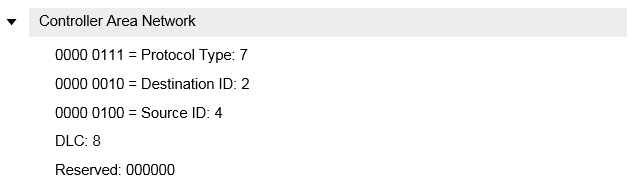 Controller Area Network
0000 0111 = Protocol Type: 7
0000 0010 = Destination ID: 2
0000 0100 = Source ID: 4
DLC: 8
Reserved: 000000